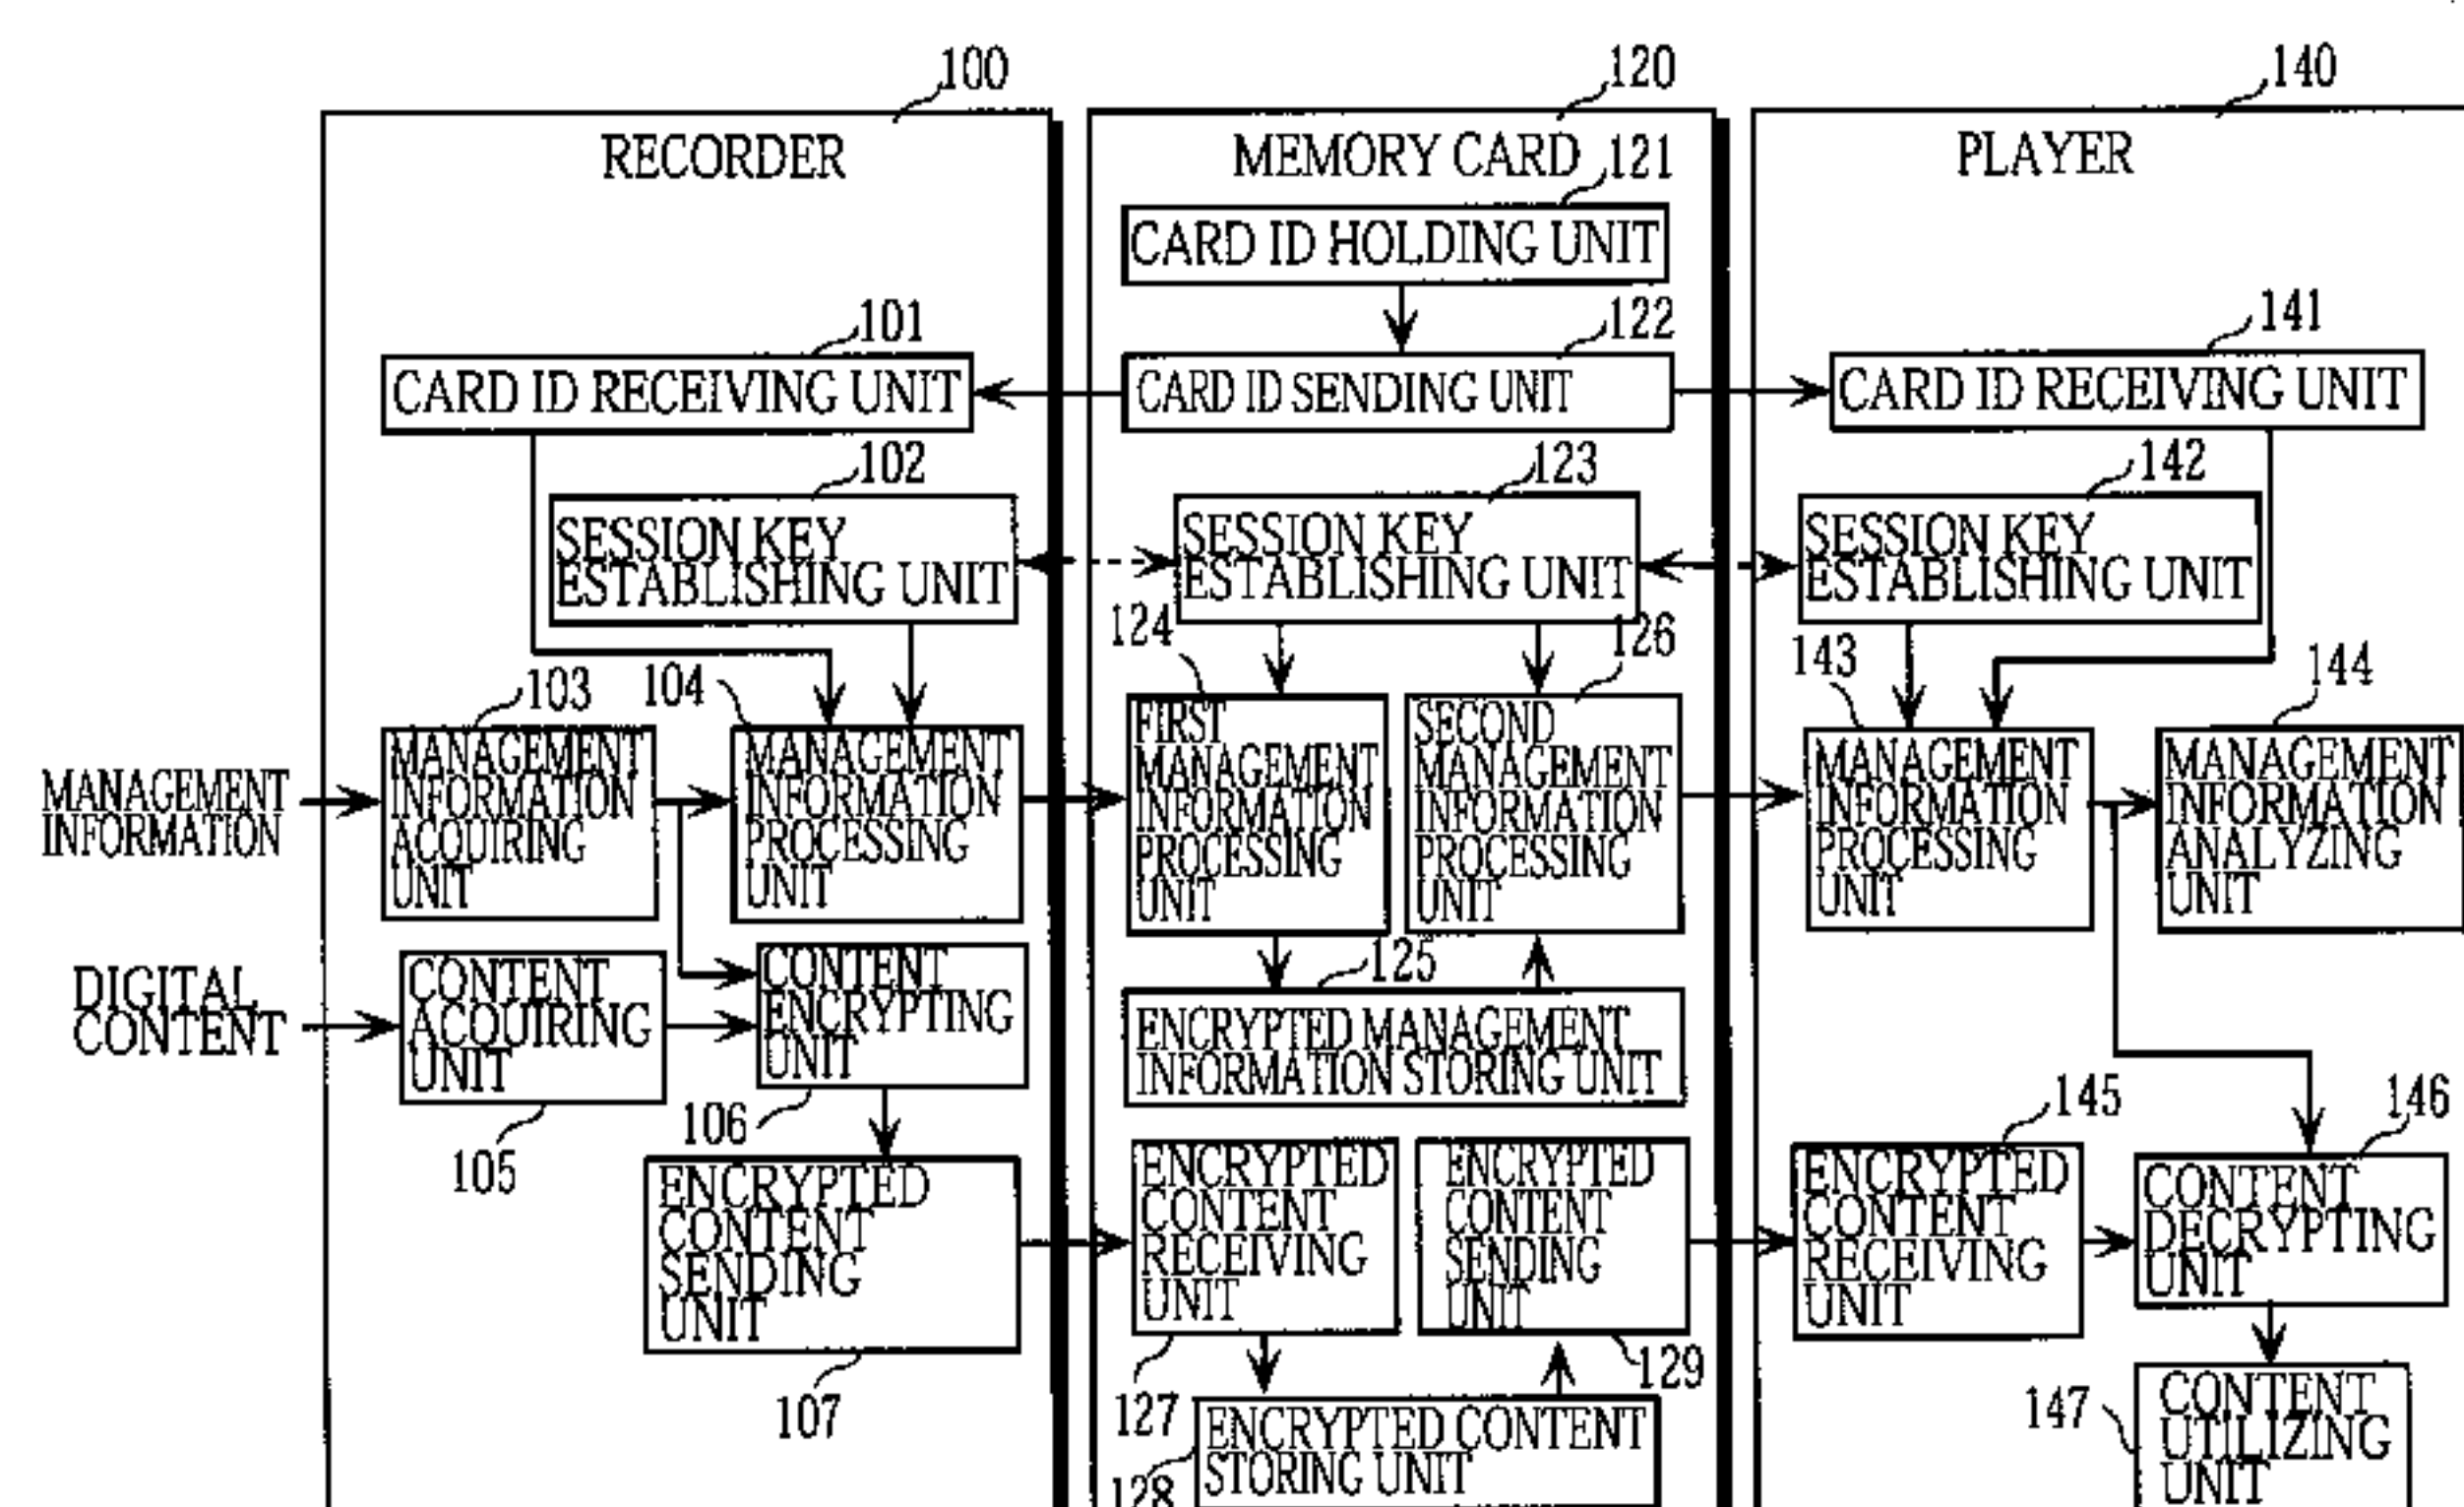 100
RECORDER
120
MEMORY CARD
121
CARD ID HOLDING UNIT
140
PLAYER
101
CARD ID RECEIVING UNIT
122
CARD ID SENDING UNIT
141
CARD ID RECEIVING UNIT
102
SESSION KEY
ESTABLISHING UNIT
123
SESSION KEY
ESTABLISHING UNIT
142
SESSION KEY
ESTABLISHING UNIT
MANAGEMENT
INFORMATION
103
MANAGEMENT
INFORMATION
ACQUIRING
UNIT
104
MANAGEMENT
INFORMATION
PROCESSING
UNIT
124
FIRST
MANAGEMENT
INFORMATION
PROCESSING
UNIT
126
SECOND
MANAGEMENT
INFORMATION
PROCESSING
UNIT
143
MANAGEMENT
INFORMATION
PROCESSING
UNIT
144
MANAGEMENT
INFORMATION
ANALYZING
UNIT
DIGITAL
CONTENT
CONTENT
ACQUIRING
UNIT
105
CONTENT
ENCRYPTING
UNIT
106
125
ENCRYPTED MANAGEMENT
INFORMATION STORING UNIT
ENCRYPTED
CONTENT
SENDING
UNIT
107
ENCRYPTED
CONTENT
RECEIVING
UNIT
127
ENCRYPTED
CONTENT
SENDING
UNIT
129
145
ENCRYPTED
CONTENT
RECEIVING
UNIT
146
CONTENT
DECRYPTING
UNIT
128
ENCRYPTED CONTENT
STORING UNIT
147
CONTENT
UTILIZING
UNIT